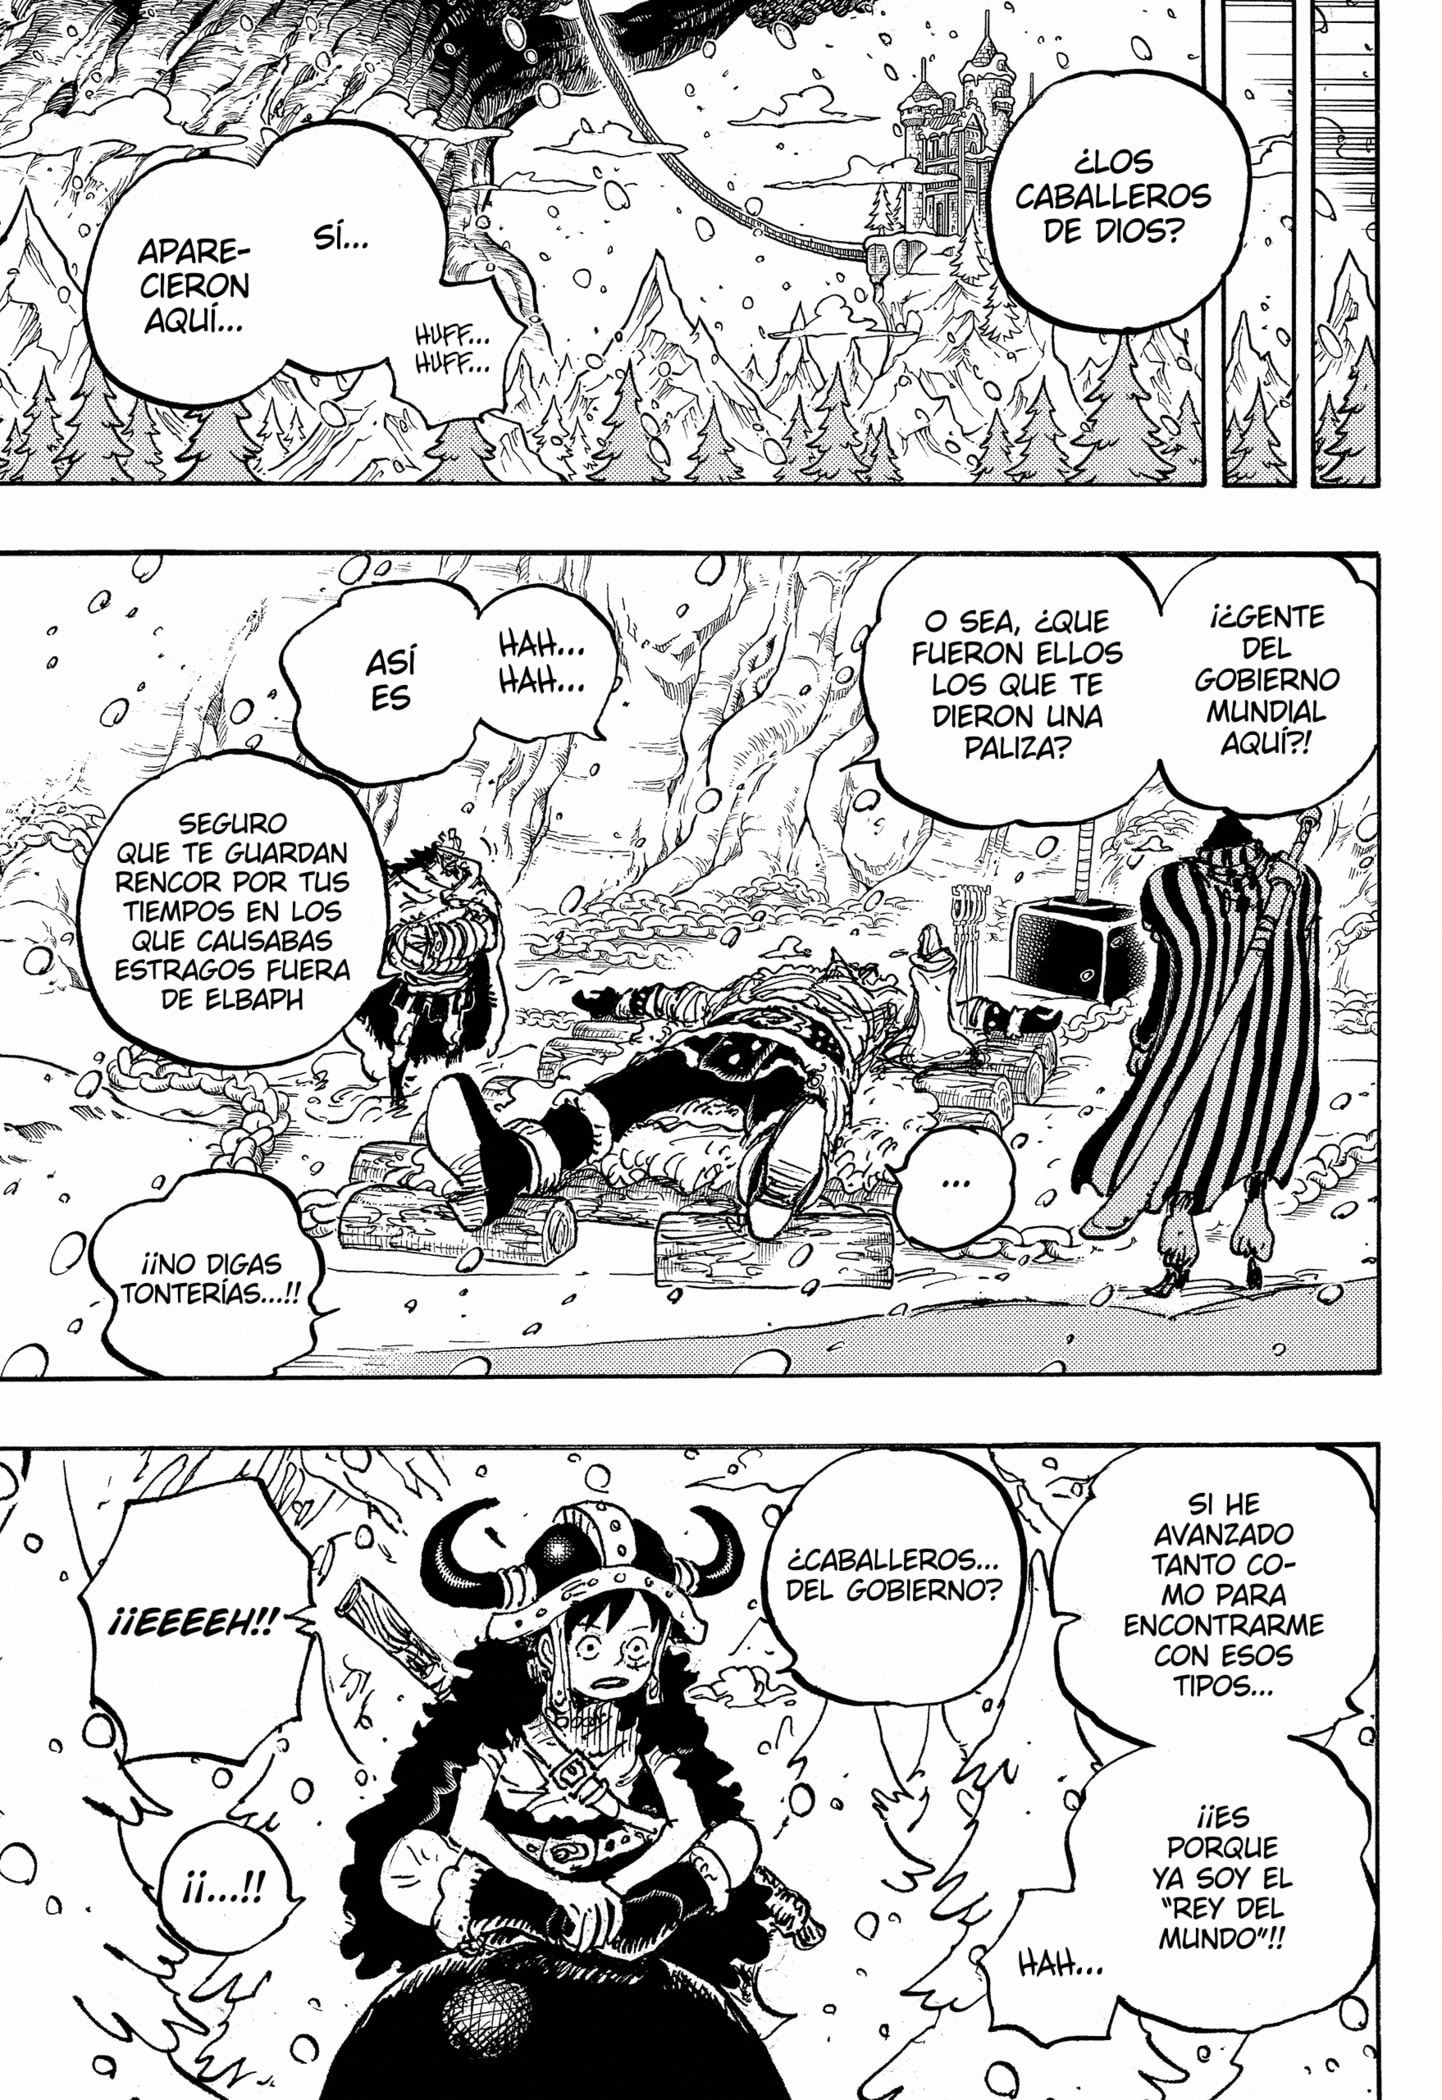 ¿LOS
CABALLEROS
DE DIOS?
SÍ...
APARE-
CIERON
AQUÍ...
HUFF...
HUFF...
¡¿GENTE
DEL
GOBIERNO
MUNDIAL
AQUÍ?!
O SEA, ¿QUE
FUERON ELLOS
LOS QUE TE
DIERON UNA
PALIZA?
HAH...
HAH...
ASÍ
ES
SEGURO
QUE TE GUARDAN
RENCOR POR TUS
TIEMPOS EN LOS
QUE CAUSABAS
ESTRAGOS FUERA
DE ELBAPH
...
¡¡NO DIGAS
TONTERÍAS...!!
SI HE
AVANZADO
TANTO CO-
MO PARA
ENCONTRARME
CON ESOS
TIPOS...
¡¡ES
PORQUE
YA SOY EL
"REY DEL
MUNDO"!!
HAH...
¿CABALLEROS...
DEL GOBIERNO?
¡¡EEEEH!!
¡¡...!!